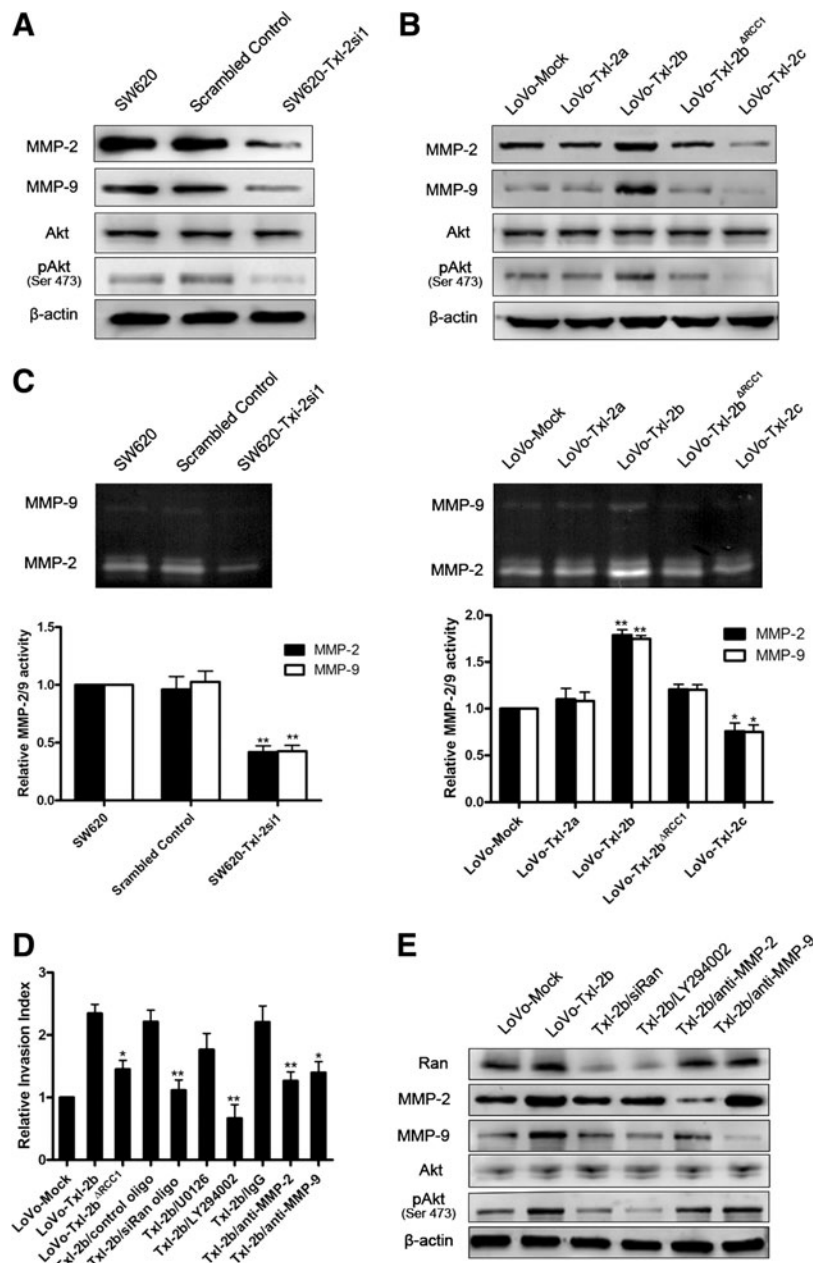 A
SW620
Scrambled Control
SW620-Txl-2si1
MMP-2
MMP-9
Akt
pAkt
(Ser 473)
β-actin
B
LoVo-Mock
LoVo-Txl-2a
LoVo-Txl-2b
LoVo-Txl-2b ΔRCC1
LoVo-Txl-2c
MMP-2
MMP-9
Akt
pAkt
(Ser 473)
β-actin
C
SW620
Scrambled Control
SW620-Txl-2si1
MMP-9
MMP-2
Relative MMP-2/9 activity
1.5
1.0
0.5
0.0
MMP-2
MMP-9
** **
SW620
Srambled Control
SW620-Txl-2si1
LoVo-Mock
LoVo-Txl-2a
LoVo-Txl-2b
LoVo-Txl-2b ΔRCC1
LoVo-Txl-2c
MMP-9
MMP-2
Relative MMP-2/9 activity
2.0
1.5
1.0
0.5
0.0
MMP-2
MMP-9
** **
* *
LoVo-Mock
LoVo-Txl-2a
LoVo-Txl-2b
LoVo-Txl-2b ΔRCC1
LoVo-Txl-2c
D
Relative Invasion Index
3
2
1
0
*
**
**
**
*
LoVo-Mock
LoVo-Txl-2b
LoVo-Txl-2b ΔRCC1
Txl-2b/control oligo
Txl-2b/siRan oligo
Txl-2b/U0126
Txl-2b/LY294002
Txl-2b/IgG
Txl-2b/anti-MMP-2
Txl-2b/anti-MMP-9
E
LoVo-Mock
LoVo-Txl-2b
Txl-2b/siRan
Txl-2b/LY294002
Txl-2b/anti-MMP-2
Txl-2b/anti-MMP-9
Ran
MMP-2
MMP-9
Akt
pAkt
(Ser 473)
β-actin